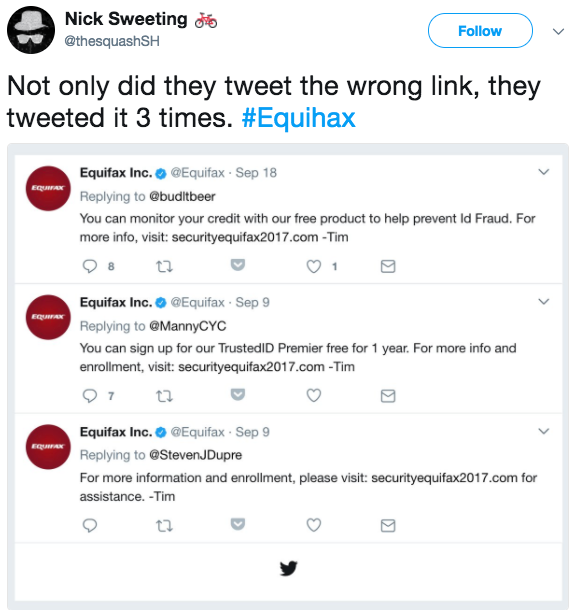 Nick Sweeting 🚲
@thesquashSH
Follow
Not only did they tweet the wrong link, they
tweeted it 3 times. #Equihax
EQUIFAX
Equifax Inc. @Equifax · Sep 18
Replying to @budltbeer
You can monitor your credit with our free product to help prevent Id Fraud. For
more info, visit: securityequifax2017.com -Tim
8
1
EQUIFAX
Equifax Inc. @Equifax · Sep 9
Replying to @MannyCYC
You can sign up for our TrustedID Premier free for 1 year. For more info and
enrollment, visit: securityequifax2017.com -Tim
7
EQUIFAX
Equifax Inc. @Equifax · Sep 9
Replying to @StevenJDupre
For more information and enrollment, please visit: securityequifax2017.com for
assistance. -Tim